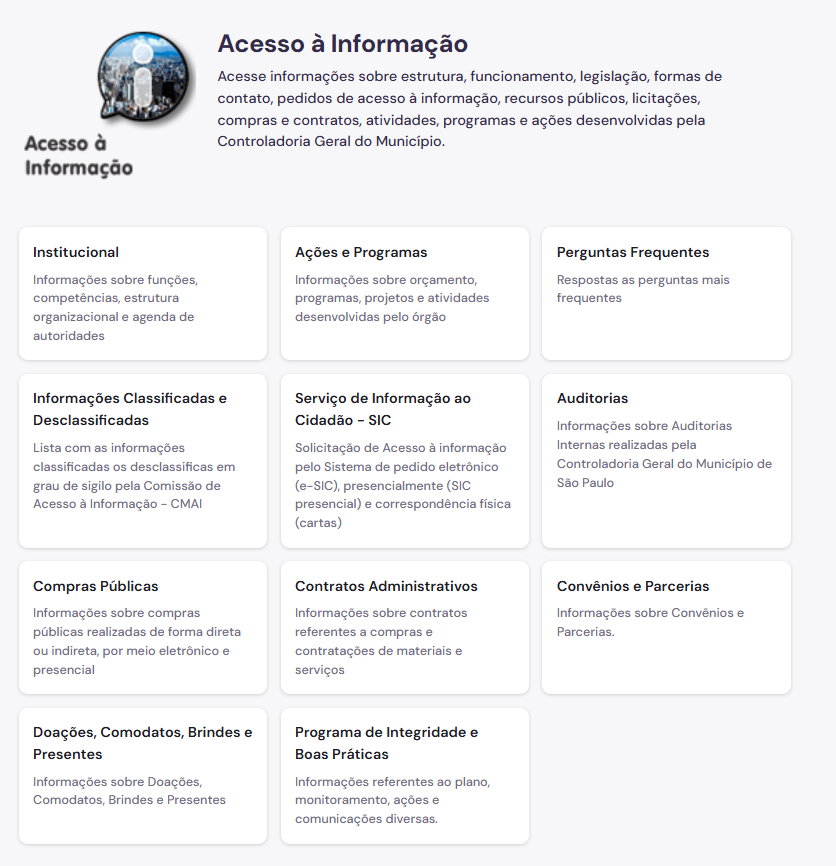 Acesso à Informação
Acesse informações sobre estrutura, funcionamento, legislação, formas de
contato, pedidos de acesso à informação, recursos públicos, licitações,
compras e contratos, atividades, programas e ações desenvolvidas pela
Controladoria Geral do Município.
i
Acesso à
Informação
Institucional
Informações sobre funções,
competências, estrutura
organizacional e agenda de
autoridades
Ações e Programas
Informações sobre orçamento,
programas, projetos e atividades
desenvolvidas pelo órgão
Perguntas Frequentes
Respostas as perguntas mais
frequentes
Informações Classificadas e
Desclassificadas
Lista com as informações
classificadas os desclassificas em
grau de sigilo pela Comissão de
Acesso à Informação - CMAI
Serviço de Informação ao
Cidadão - SIC
Solicitação de Acesso à informação
pelo Sistema de pedido eletrônico
(e-SIC), presencialmente (SIC
presencial) e correspondência física
(cartas)
Auditorias
Informações sobre Auditorias
Internas realizadas pela
Controladoria Geral do Município de
São Paulo
Compras Públicas
Informações sobre compras
públicas realizadas de forma direta
ou indireta, por meio eletrônico e
presencial
Contratos Administrativos
Informações sobre contratos
referentes a compras e
contratações de materiais e
serviços
Convênios e Parcerias
Informações sobre Convênios e
Parcerias.
Doações, Comodatos, Brindes e
Presentes
Informações sobre Doações,
Comodatos, Brindes e Presentes
Programa de Integridade e
Boas Práticas
Informações referentes ao plano,
monitoramento, ações e
comunicações diversas.